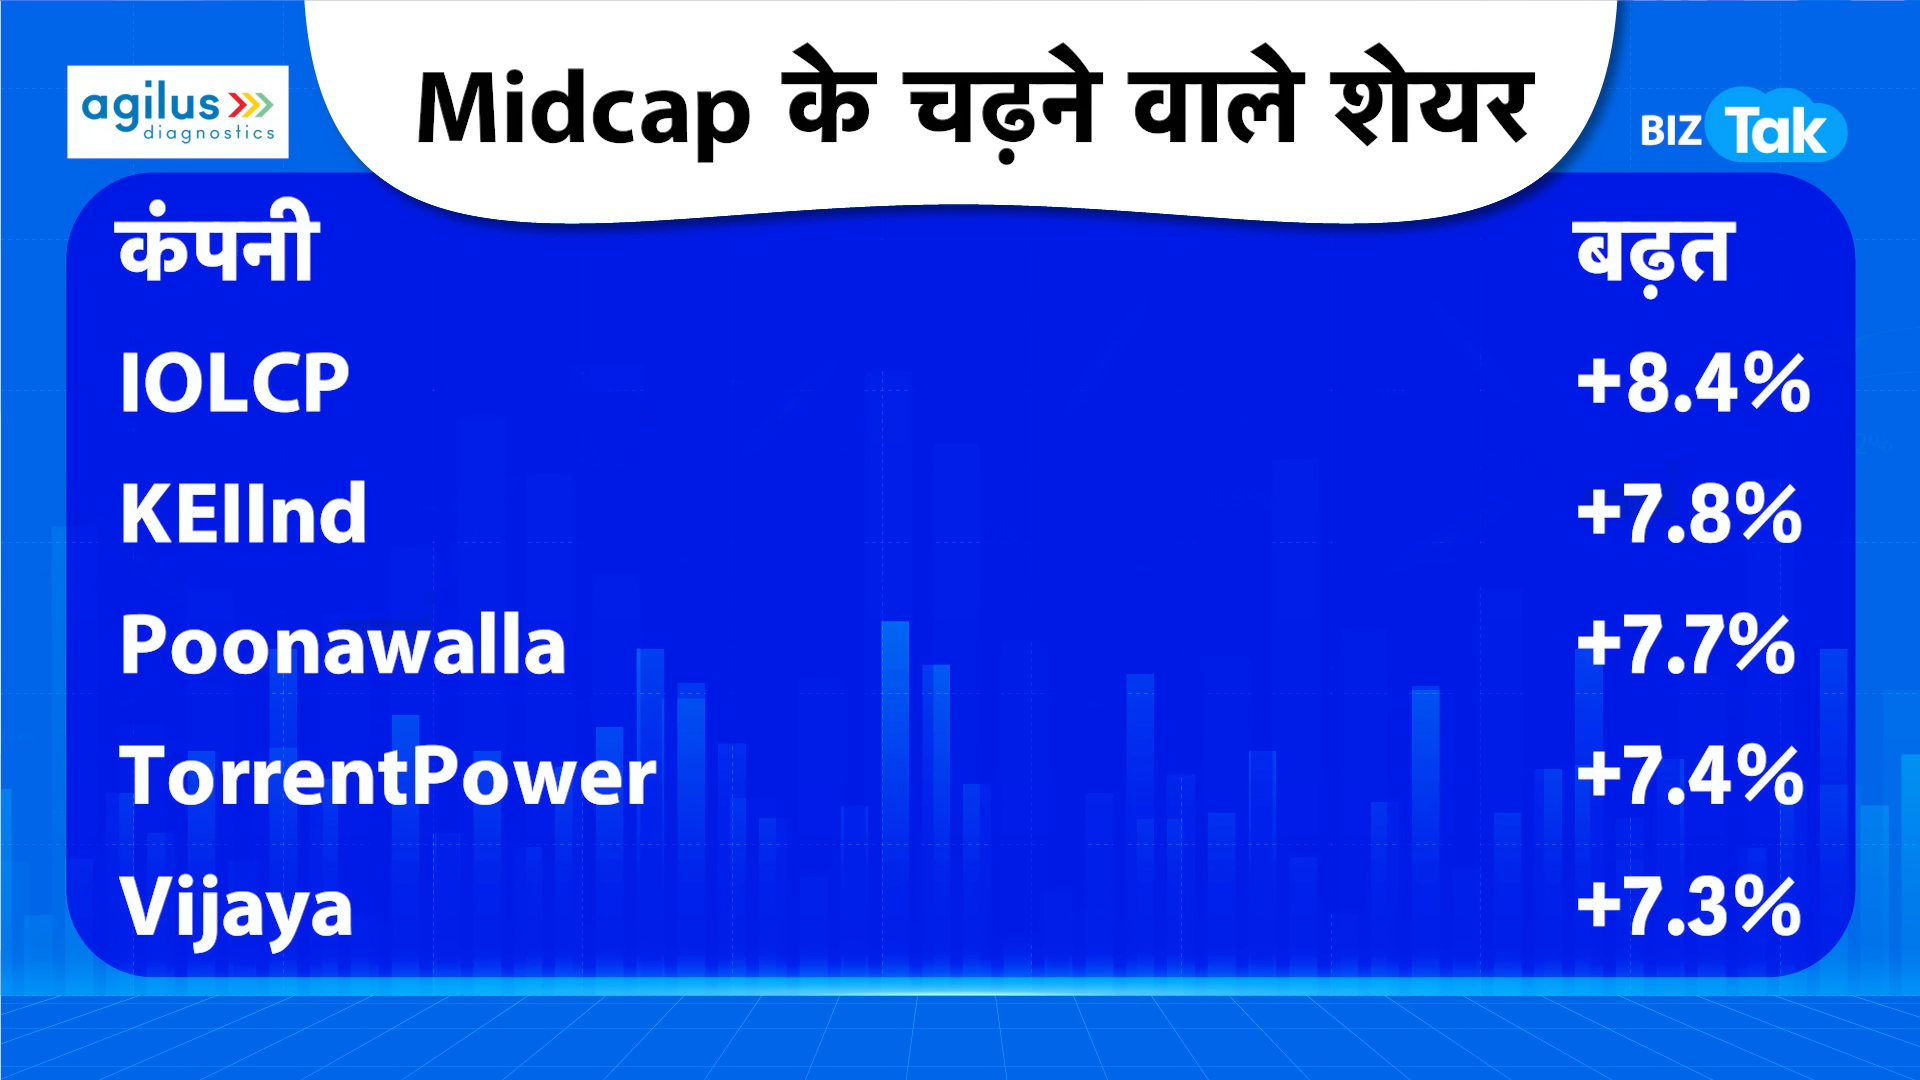 agilus
diagnostics
Midcap के चढ़ने वाले शेयर
BIZ Tak
कंपनी बढ़त
IOLCP +8.4%
KEIInd +7.8%
Poonawalla +7.7%
TorrentPower +7.4%
Vijaya +7.3%